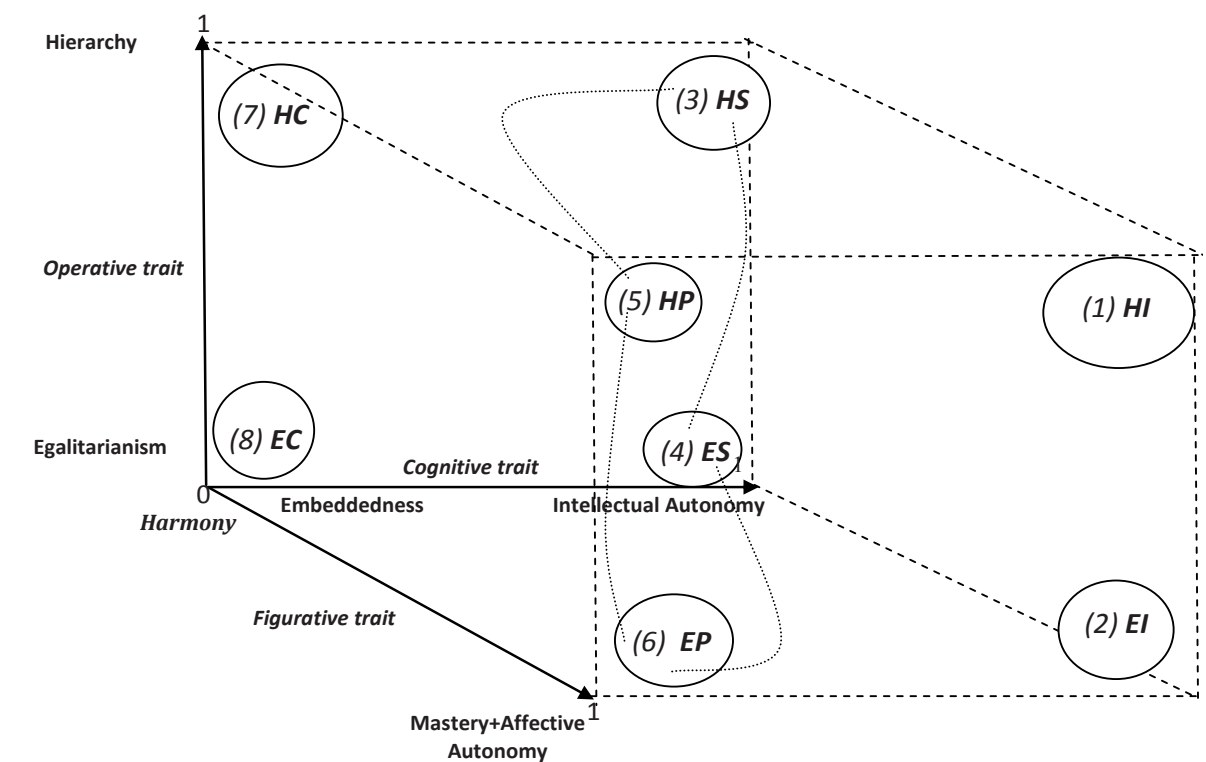 1
Hierarchy
(7) HC
(3) HS
Operative trait
(5) HP
(1) HI
Egalitarianism
(8) EC
(4) ES
1
Cognitive trait
0
Embeddedness
Intellectual Autonomy
Harmony
Figurative trait
(6) EP
(2) EI
1
Mastery+Affective
Autonomy